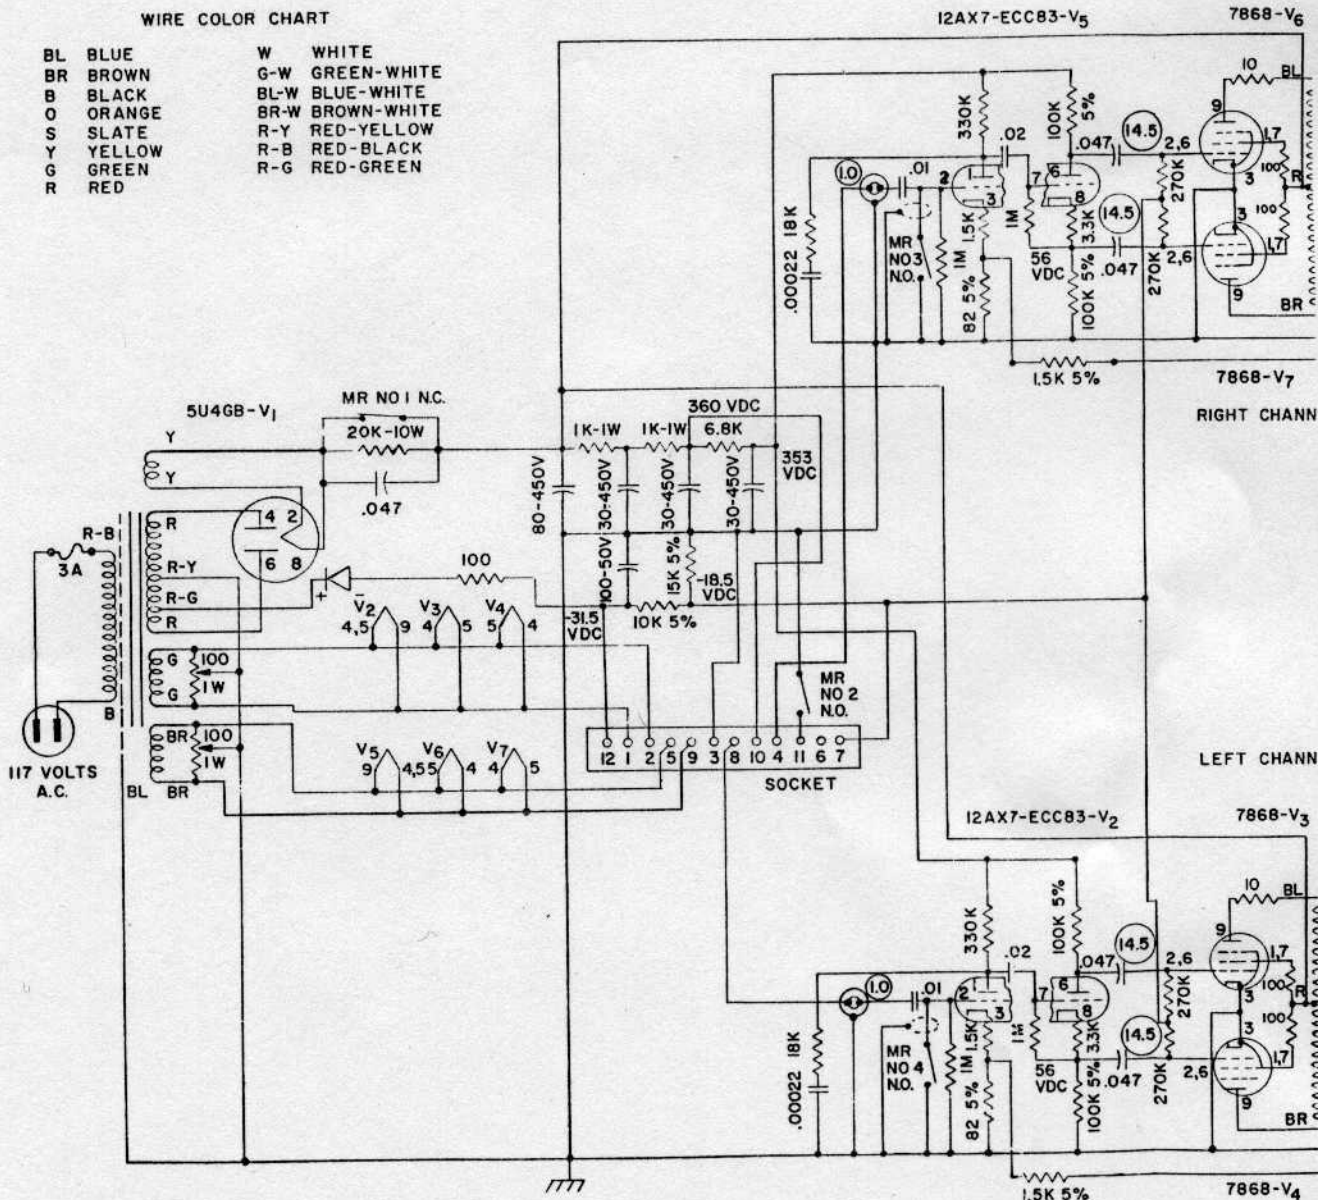 WIRE COLOR CHART
BL BLUE
BR BROWN
B BLACK
O ORANGE
S SLATE
Y YELLOW
G GREEN
R RED
W WHITE
G-W GREEN-WHITE
BL-W BLUE-WHITE
BR-W BROWN-WHITE
R-Y RED-YELLOW
R-B RED-BLACK
R-G RED-GREEN
12AX7-ECC83-V5
7868-V6
10
BL
9
330K
.02
100K
5%
.047
14.5
2,6
1,7
100
R
1.0
.01
2
1
3
7
6
8
270K
3
.00022 18K
MR
NO3
N.O.
1M
1.5K
82 5%
1M
56
VDC
3.3K
100K 5%
14.5
.047
270K
2,6
3
100
1,7
9
BR
1.5K 5%
7868-V7
RIGHT CHANN
5U4GB-V1
MR NO I N.C.
20K-10W
.047
Y
Y
1K-1W
1K-1W
360 VDC
6.8K
353
VDC
80-450V
30-450V
30-450V
30-450V
R-B
3A
R
R-Y
R-G
R
4 2
6 8
+
-
100
100-50V
15K 5%
-18.5
VDC
-31.5
VDC
10K 5%
V2
4,5 9
V3
4 5
V4
5 4
G
G
100
1W
B
117 VOLTS
A.C.
BR
BR
100
1W
BL
V5
9 4,5
V6
5 4
V7
4 5
MR
NO 2
N.O.
12 1 2 5 9 3 8 10 4 11 6 7
SOCKET
LEFT CHANN
12AX7-ECC83-V2
7868-V3
10
BL
9
330K
.02
100K 5%
.047
14.5
2,6
1,7
100
R
1.0
.01
2
1
3
7
6
8
270K
3
.00022 18K
MR
NO 4
N.O.
1M
1.5K
82 5%
1M
56
VDC
3.3K
100K 5%
14.5
.047
270K
2,6
3
100
1,7
9
BR
1.5K 5%
7868-V4